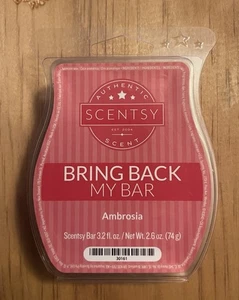 AUTHENTIC
SCENTSY
EST. 2004
SCENT
BRING BACK
MY BAR
Ambrosia
Scentsy Bar 3.2 fl. oz. / Net Wt. 2.6 oz. (74 g)
30161